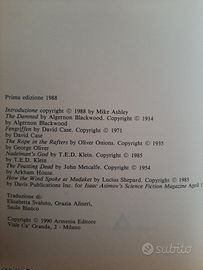 Prima edizione 1988
Introduzione copyright © 1988 by Mike Ashley
The Damned by Algernon Blackwood. Copyright © 1914
by Algernon Blackwood
Fengriffen by David Case. Copyright © 1971
by David Case
The Rope in the Rafters by Oliver Onions. Copyright © 1935
by George Oliver
Nadelman's God by T.E.D. Klein. Copyright © 1985
by T.E.D. Klein
The Feasting Dead by John Metcalfe. Copyright © 1954
by Arkham House.
How the Wind Spoke at Madaket by Lucius Shepard. Copyright © 1985
by Davis Publications Inc. for Isaac Asimov's Science Fiction Magazine April 1
Traduzione di:
Elisabetta Svaluto, Grazia Alineri,
Saulo Bianco
Copyright © 1990 Armenia Editore
Viale Ca' Granda, 2 - Milano
subito